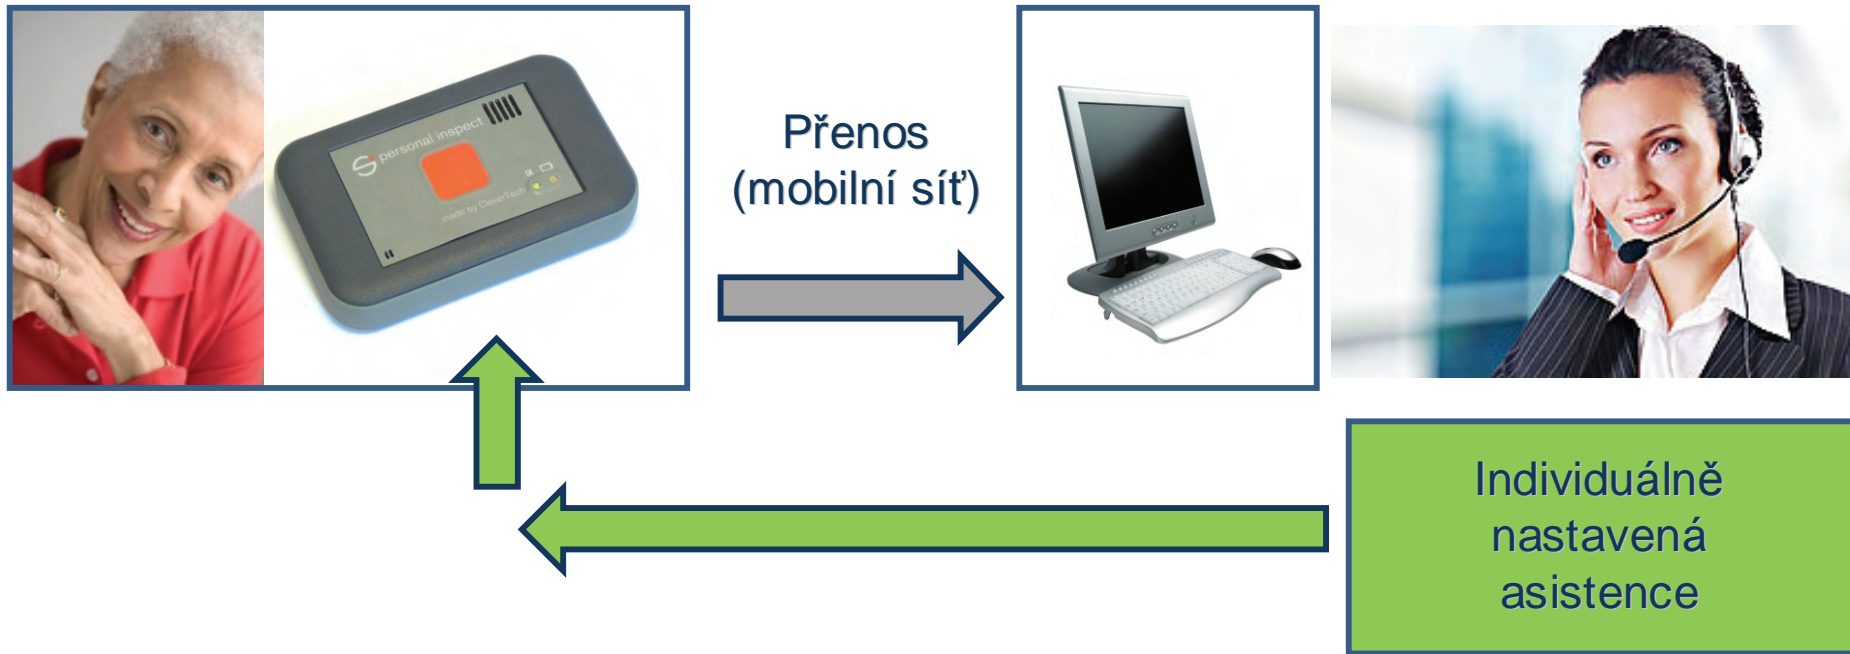 personal inspect
made by CleverTech
Přenos
(mobilní síť)
Individuálně
nastavená
asistence